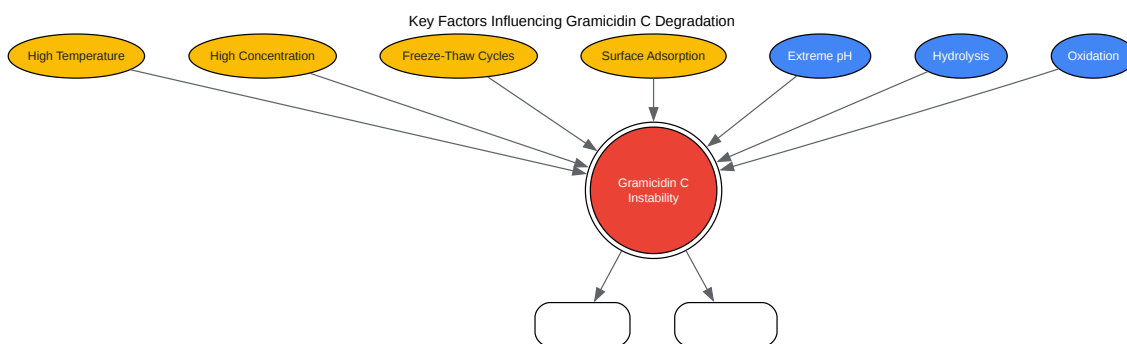 Key Factors Influencing Gramicidin C Degradation
High Temperature
High Concentration
Freeze-Thaw Cycles
Surface Adsorption
Extreme pH
Hydrolysis
Oxidation
Gramicidin C
Instability